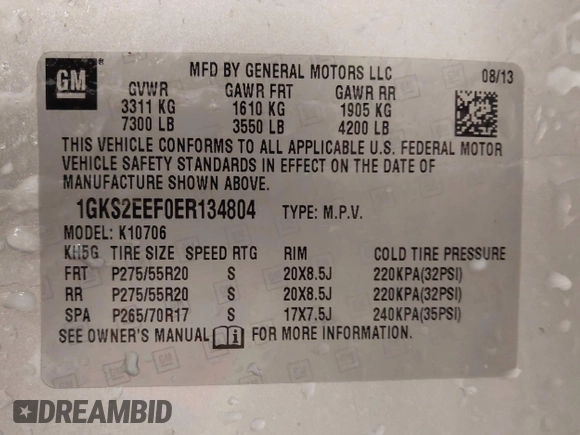 GM
MFD BY GENERAL MOTORS LLC 08/13
GVWR GAWR FRT GAWR RR
3311 KG 1610 KG 1905 KG
7300 LB 3550 LB 4200 LB
THIS VEHICLE CONFORMS TO ALL APPLICABLE U.S. FEDERAL MOTOR
VEHICLE SAFETY STANDARDS IN EFFECT ON THE DATE OF
MANUFACTURE SHOWN ABOVE.
1GKS2EEF0ER134804 TYPE: M.P.V.
MODEL: K10706
KH5G TIRE SIZE SPEED RTG RIM COLD TIRE PRESSURE
FRT P275/55R20 S 20X8.5J 220KPA(32PSI)
RR P275/55R20 S 20X8.5J 220KPA(32PSI)
SPA P265/70R17 S 17X7.5J 240KPA(35PSI)
SEE OWNER'S MANUAL FOR MORE INFORMATION.
DREAMBID